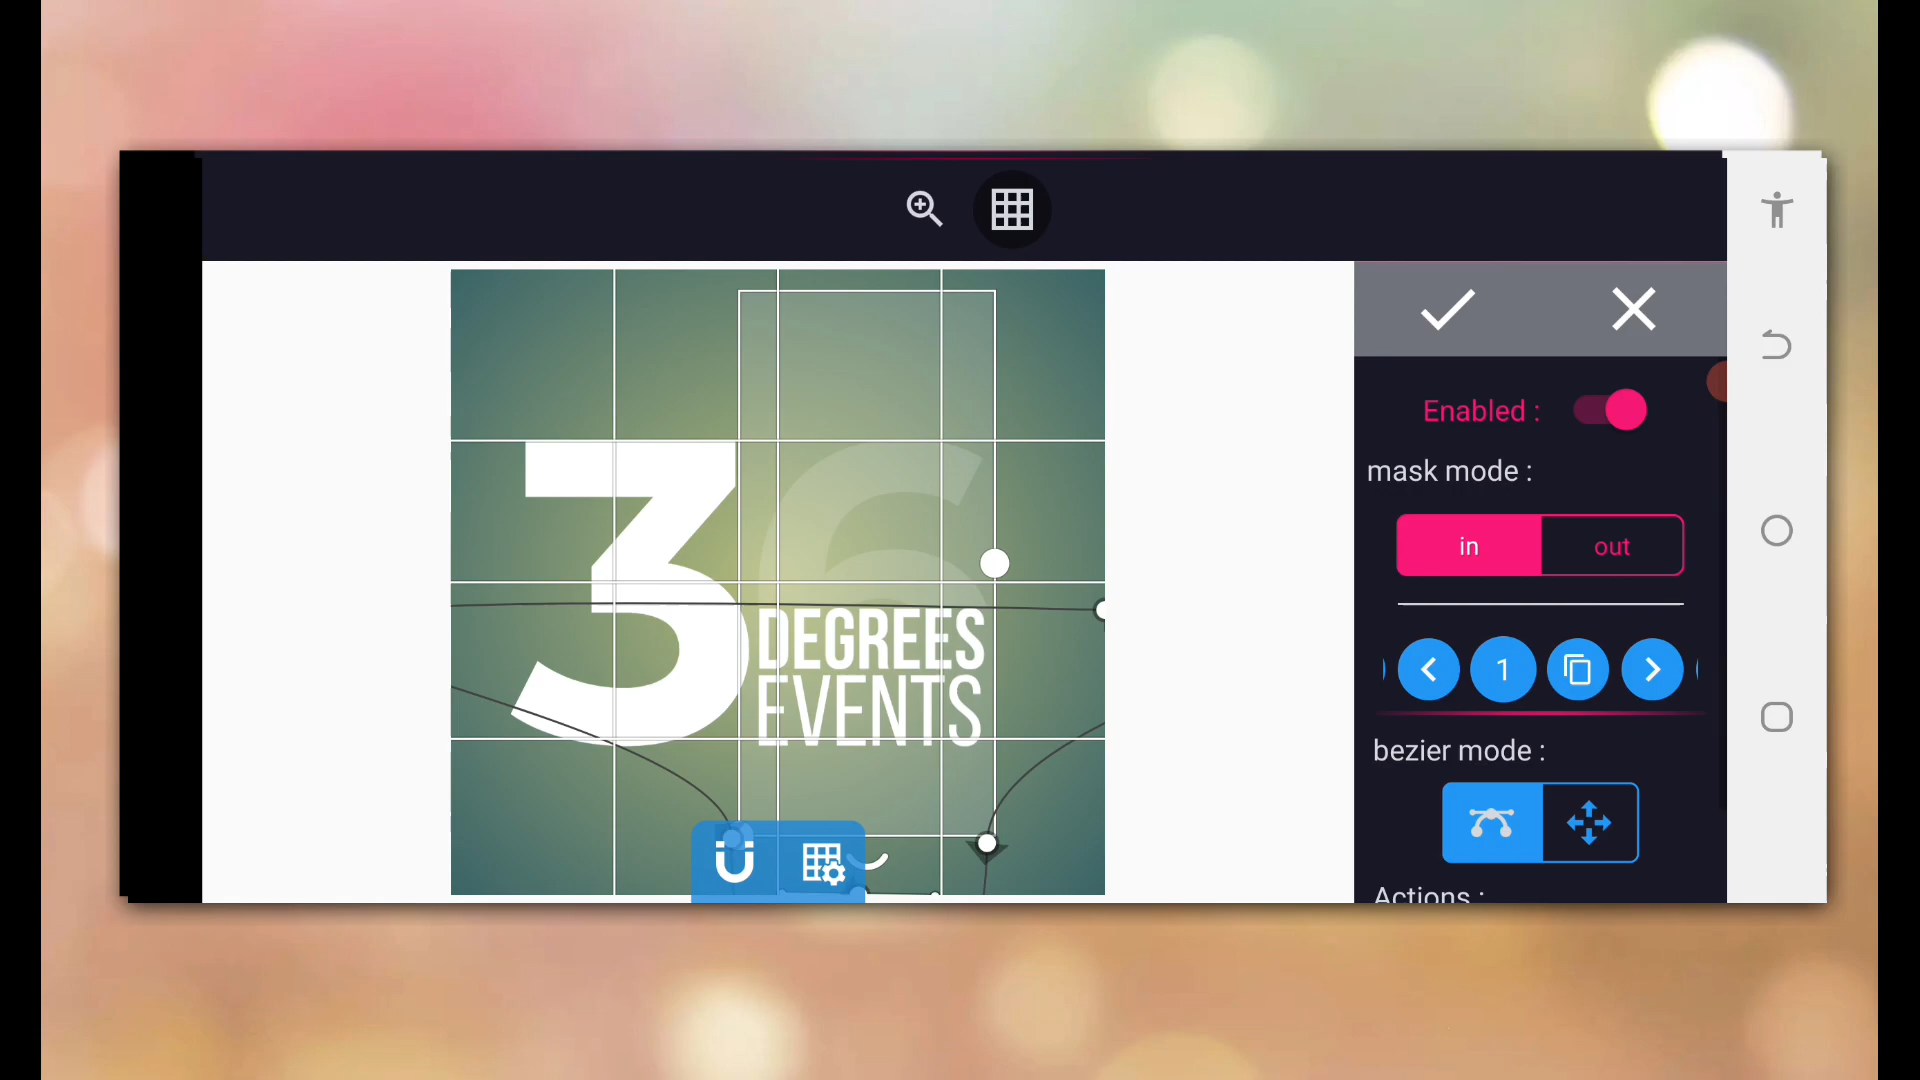 3 6
DEGREES
EVENTS
Enabled :
mask mode :
in out
1
bezier mode :
Actions :